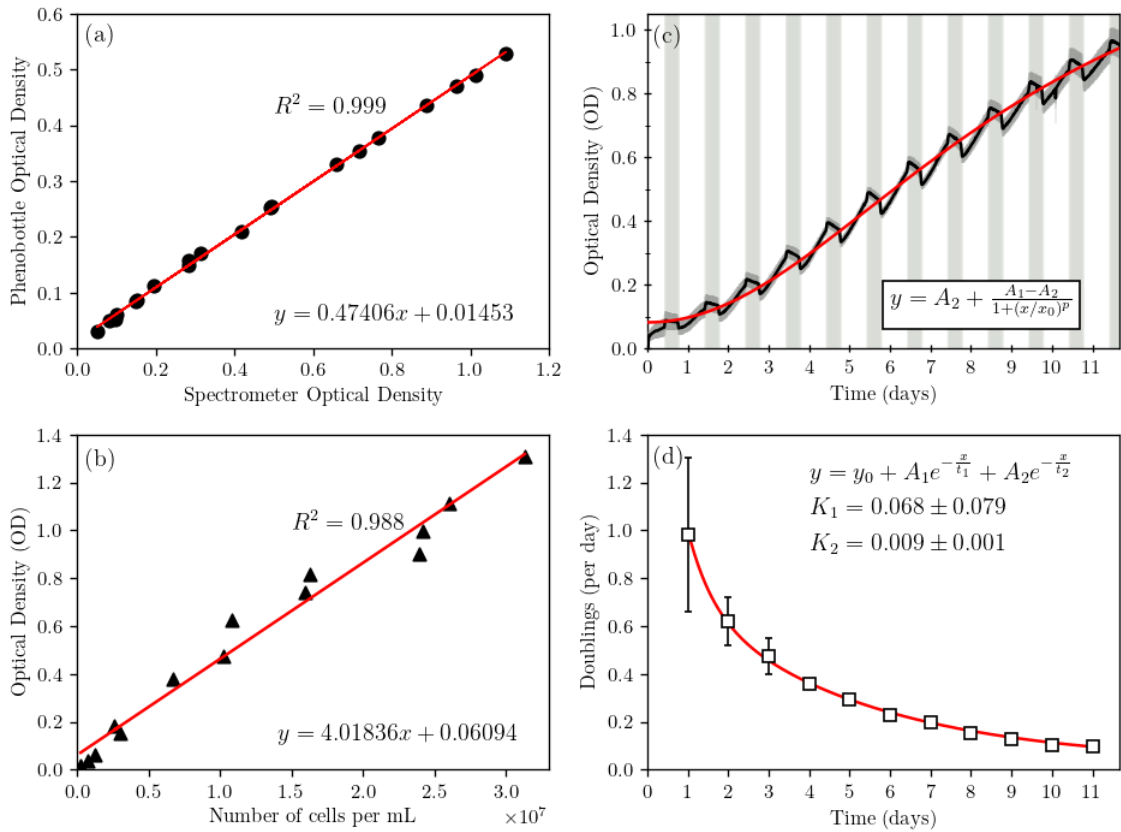 (a)
R² = 0.999
y = 0.47406x + 0.01453
Phenobottle Optical Density
0.6
0.5
0.4
0.3
0.2
0.1
0.0
0.0 0.2 0.4 0.6 0.8 1.0 1.2
Spectrometer Optical Density
(c)
y = A₂ + (A₁−A₂)/(1+(x/x₀)ᵖ)
Optical Density (OD)
1.0
0.8
0.6
0.4
0.2
0.0
0 1 2 3 4 5 6 7 8 9 10 11
Time (days)
(b)
R² = 0.988
y = 4.01836x + 0.06094
Optical Density (OD)
1.4
1.2
1.0
0.8
0.6
0.4
0.2
0.0
0.0 0.5 1.0 1.5 2.0 2.5 3.0
Number of cells per mL
×10⁷
(d)
y = y₀ + A₁e^(−x/t₁) + A₂e^(−x/t₂)
K₁ = 0.068 ± 0.079
K₂ = 0.009 ± 0.001
Doublings (per day)
1.4
1.2
1.0
0.8
0.6
0.4
0.2
0.0
1 2 3 4 5 6 7 8 9 10 11
Time (days)